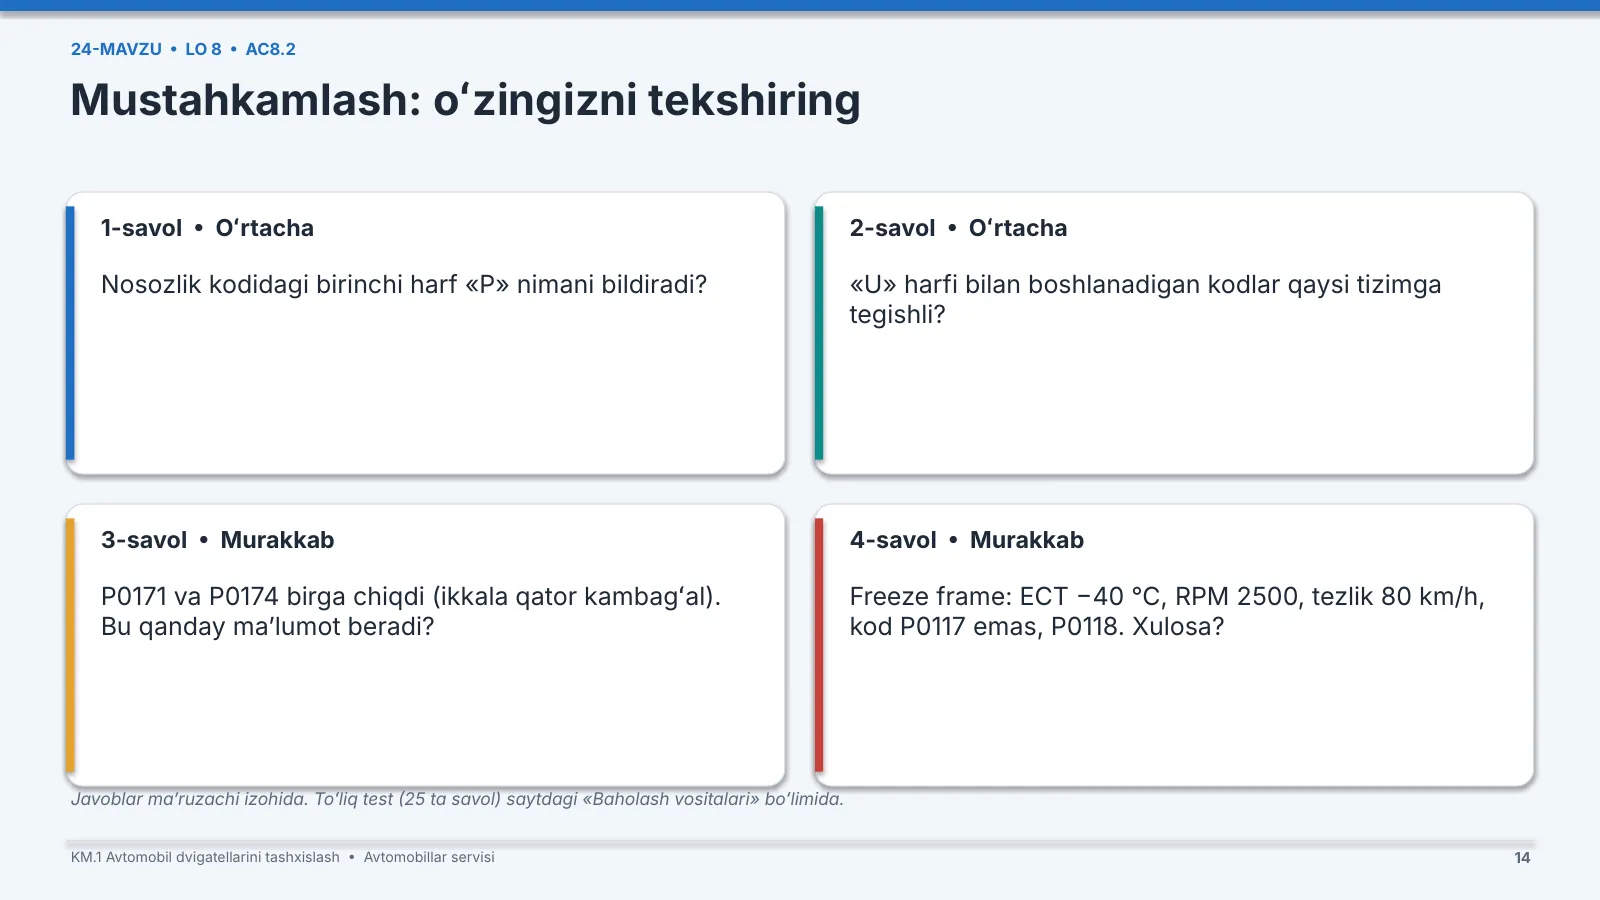 24-MAVZU • LO 8 • AC8.2
Mustahkamlash: oʻzingizni tekshiring
1-savol • Oʻrtacha
Nosozlik kodidagi birinchi harf «P» nimani bildiradi?
2-savol • Oʻrtacha
«U» harfi bilan boshlanadigan kodlar qaysi tizimga
tegishli?
3-savol • Murakkab
P0171 va P0174 birga chiqdi (ikkala qator kambagʻal).
Bu qanday maʼlumot beradi?
4-savol • Murakkab
Freeze frame: ECT −40 °C, RPM 2500, tezlik 80 km/h,
kod P0117 emas, P0118. Xulosa?
Javoblar maʼruzachi izohida. Toʻliq test (25 ta savol) saytdagi «Baholash vositalari» boʻlimida.
KM.1 Avtomobil dvigatellarini tashxislash • Avtomobillar servisi
14